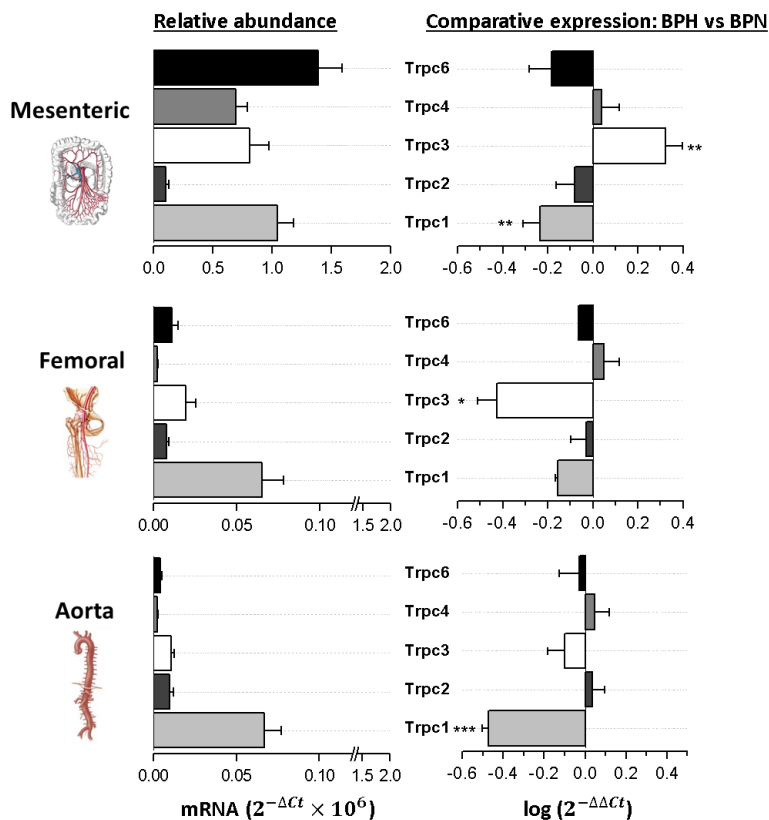 Relative abundance Comparative expression: BPH vs BPN
Mesenteric
Trpc6
Trpc4
Trpc3 **
Trpc2
** Trpc1
0.0 0.5 1.0 1.5 2.0 -0.6 -0.4 -0.2 0.0 0.2 0.4
Femoral
Trpc6
Trpc4
Trpc3 *
Trpc2
Trpc1
0.00 0.05 0.10 1.5 2.0 -0.6 -0.4 -0.2 0.0 0.2 0.4
Aorta
Trpc6
Trpc4
Trpc3
Trpc2
Trpc1 ***
0.00 0.05 0.10 1.5 2.0 -0.6 -0.4 -0.2 0.0 0.2 0.4
mRNA (2^−ΔCt × 10^6) log (2^−ΔΔCt)